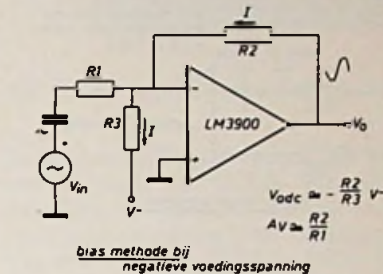 I
R2
R1
R3
I
LM3900
Vin
V-
Vo
Vodc ≃ - R2/R3 V-
AV ≃ R2/R1
bias methode bij
negatieve voedingsspanning